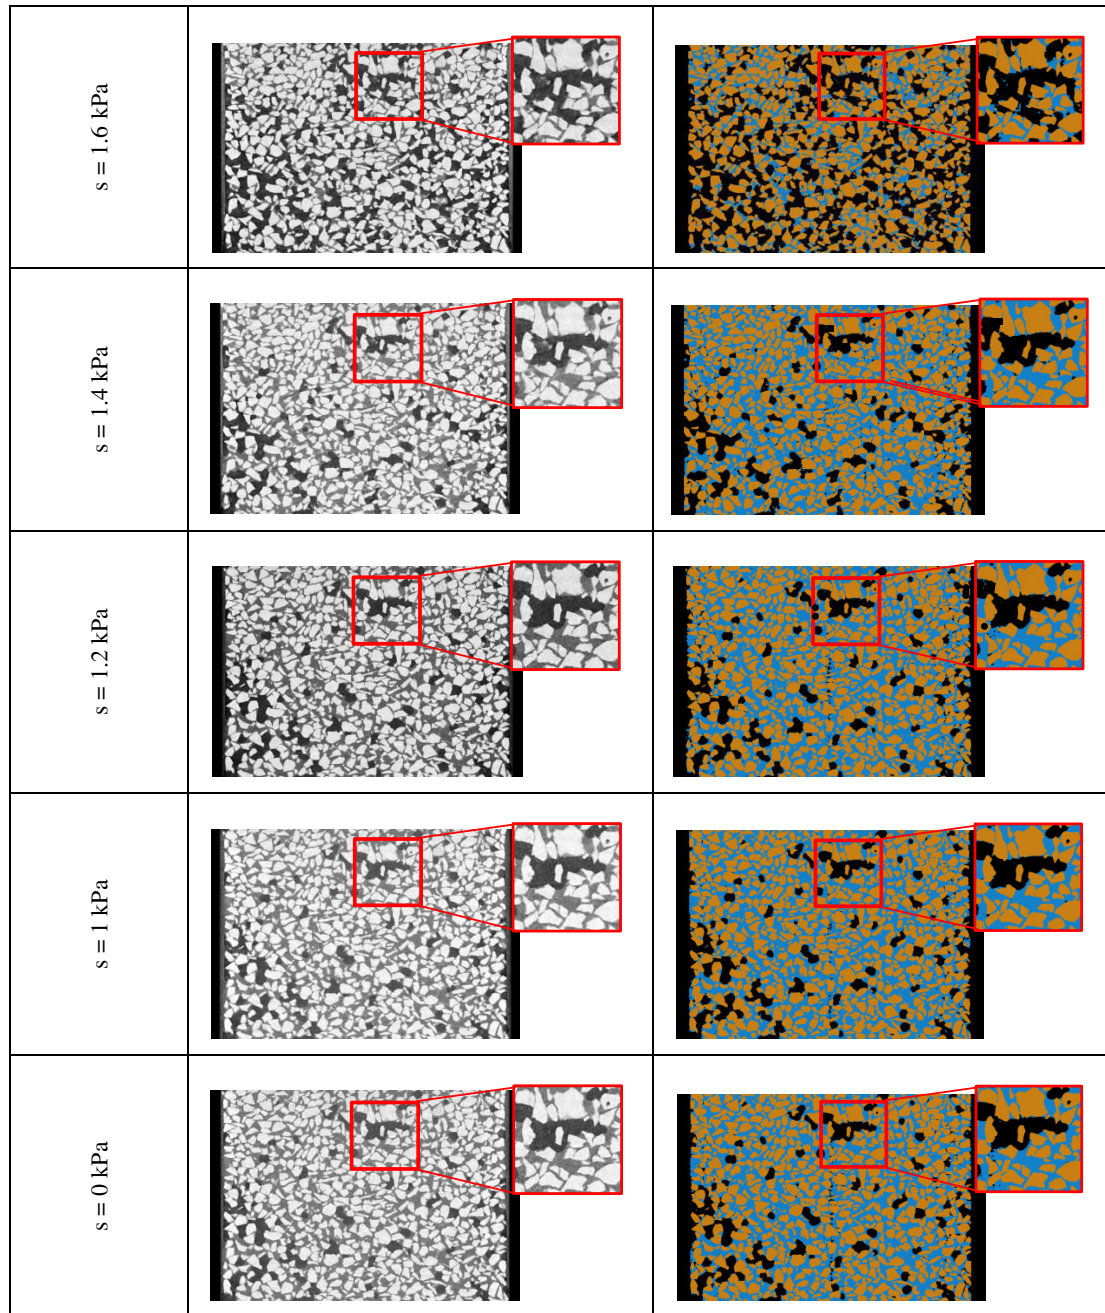 s = 1.6 kPa
s = 1.4 kPa
s = 1.2 kPa
s = 1 kPa
s = 0 kPa